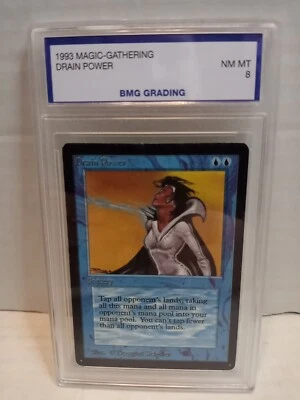 1993 MAGIC-GATHERING
DRAIN POWER
NM MT
8
BMG GRADING
Drain Power
Tap all opponent's lands, taking
all this mana and all mana in
opponent's mana pool into your
mana pool. You can't tap fewer
than all opponent's lands.